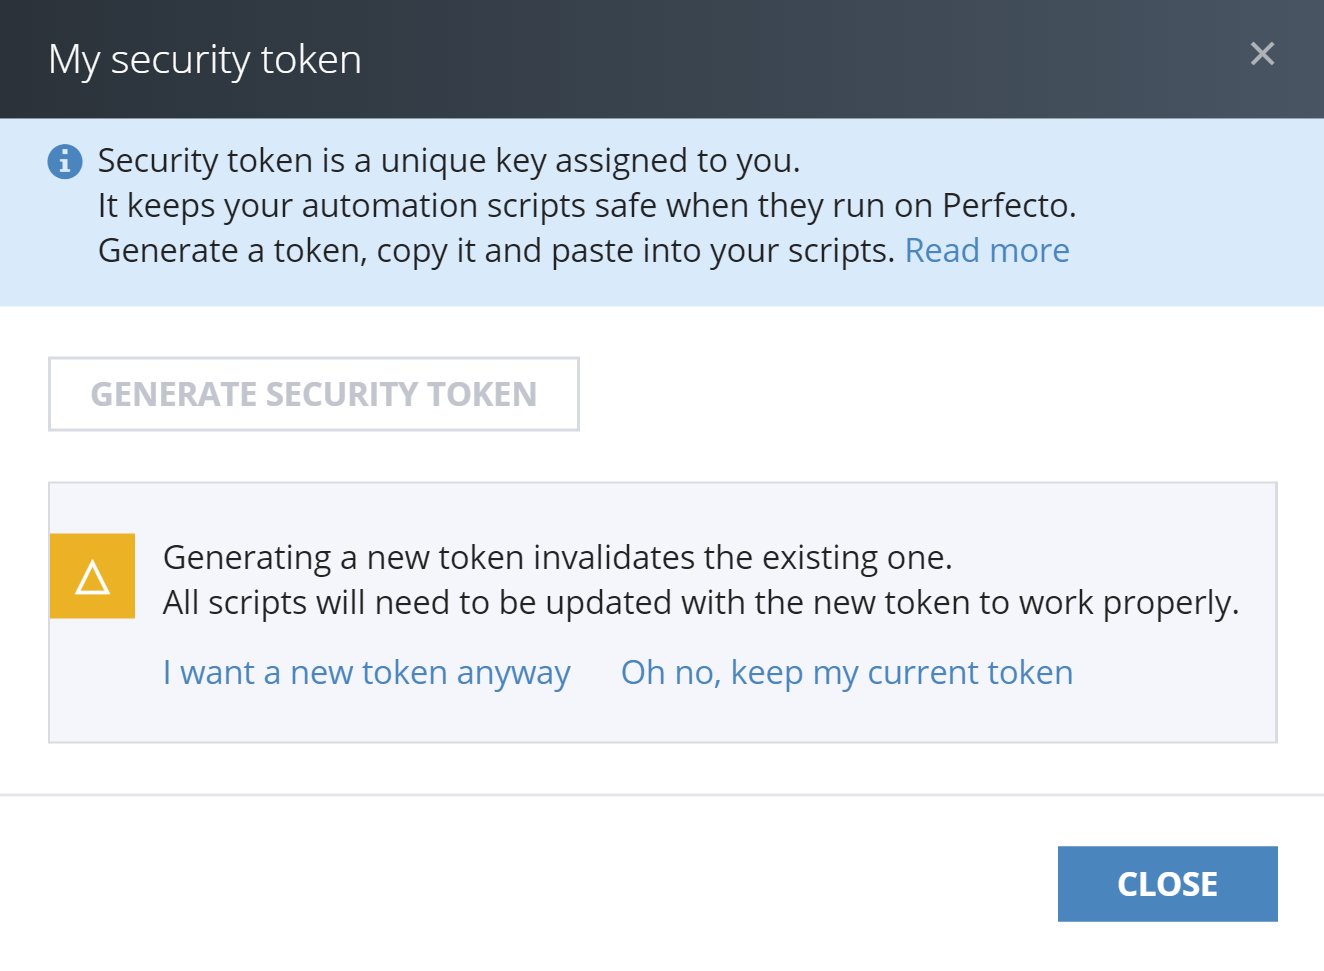 My security token
Security token is a unique key assigned to you.
It keeps your automation scripts safe when they run on Perfecto.
Generate a token, copy it and paste into your scripts. Read more
GENERATE SECURITY TOKEN
Generating a new token invalidates the existing one.
All scripts will need to be updated with the new token to work properly.
I want a new token anyway Oh no, keep my current token
CLOSE